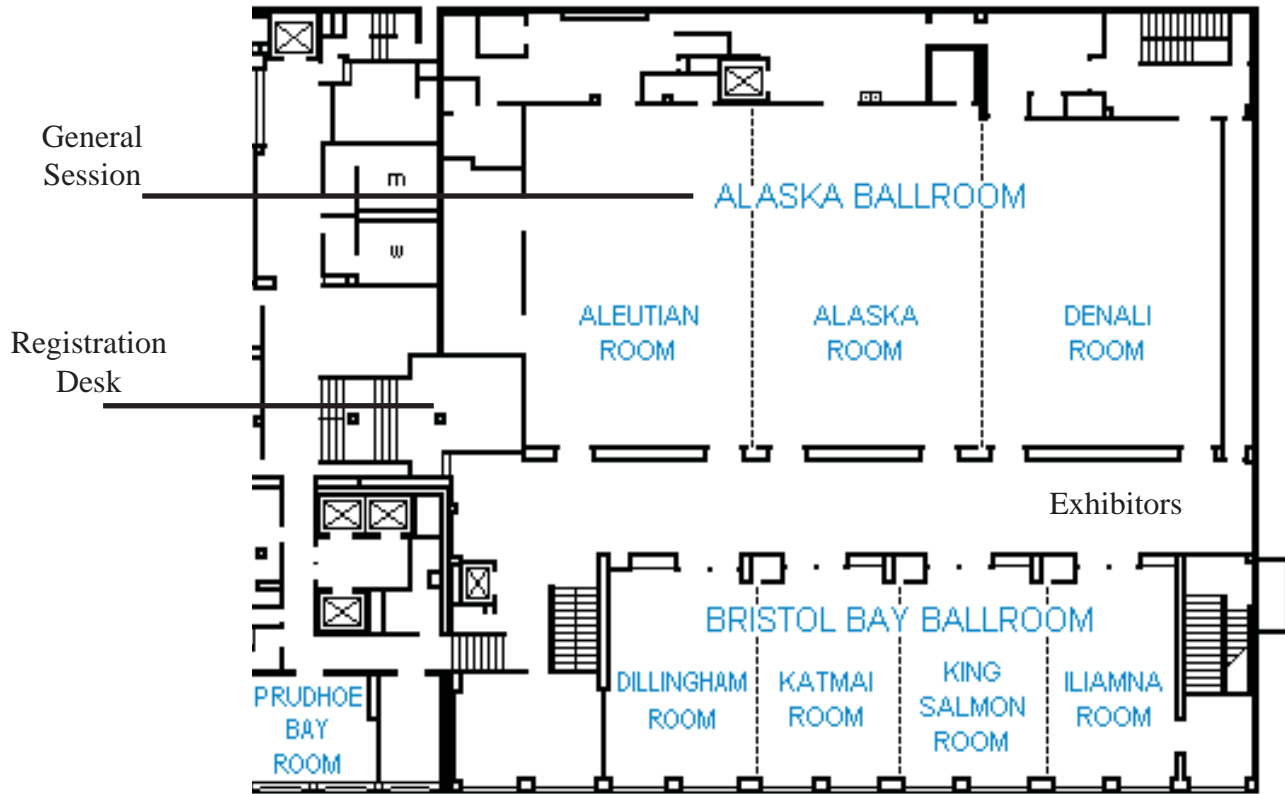 General
Session
m
ALASKA BALLROOM
w
ALEUTIAN
ROOM
ALASKA
ROOM
DENALI
ROOM
Registration
Desk
Exhibitors
BRISTOL BAY BALLROOM
DILLINGHAM
ROOM
KATMAI
ROOM
KING
SALMON
ROOM
ILIAMNA
ROOM
PRUDHOE
BAY
ROOM